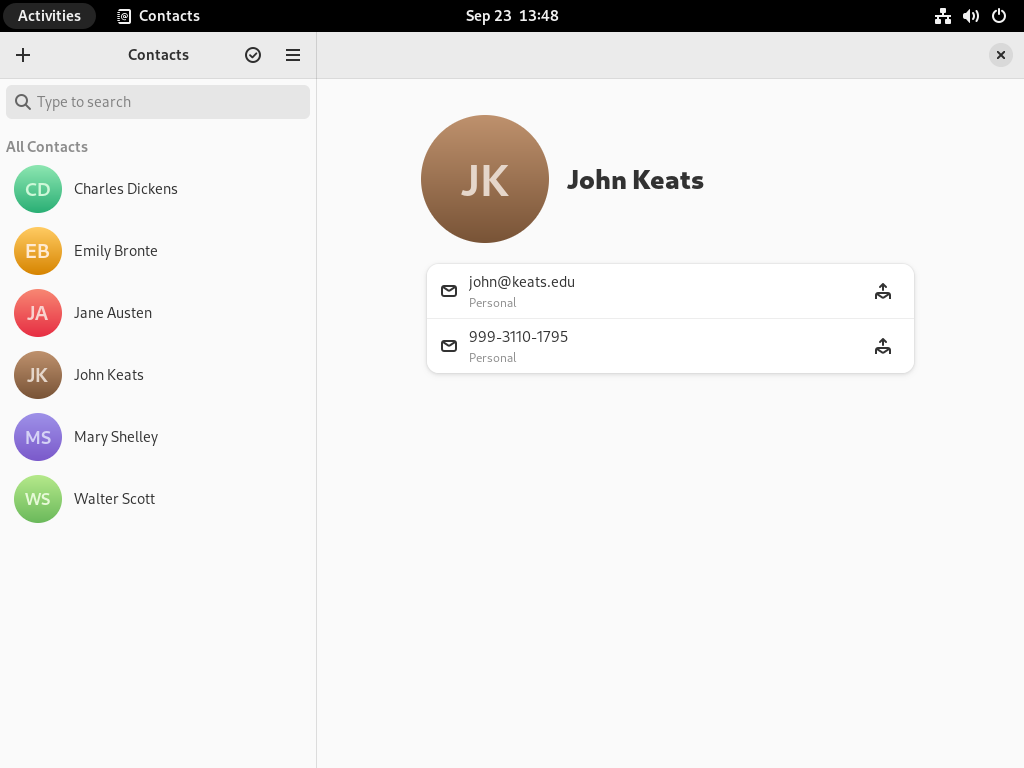 Activities Contacts Sep 23 13:48
Contacts
Type to search
All Contacts
CD Charles Dickens
EB Emily Bronte
JA Jane Austen
JK John Keats
MS Mary Shelley
WS Walter Scott
JK John Keats
john@keats.edu
Personal
999-3110-1795
Personal